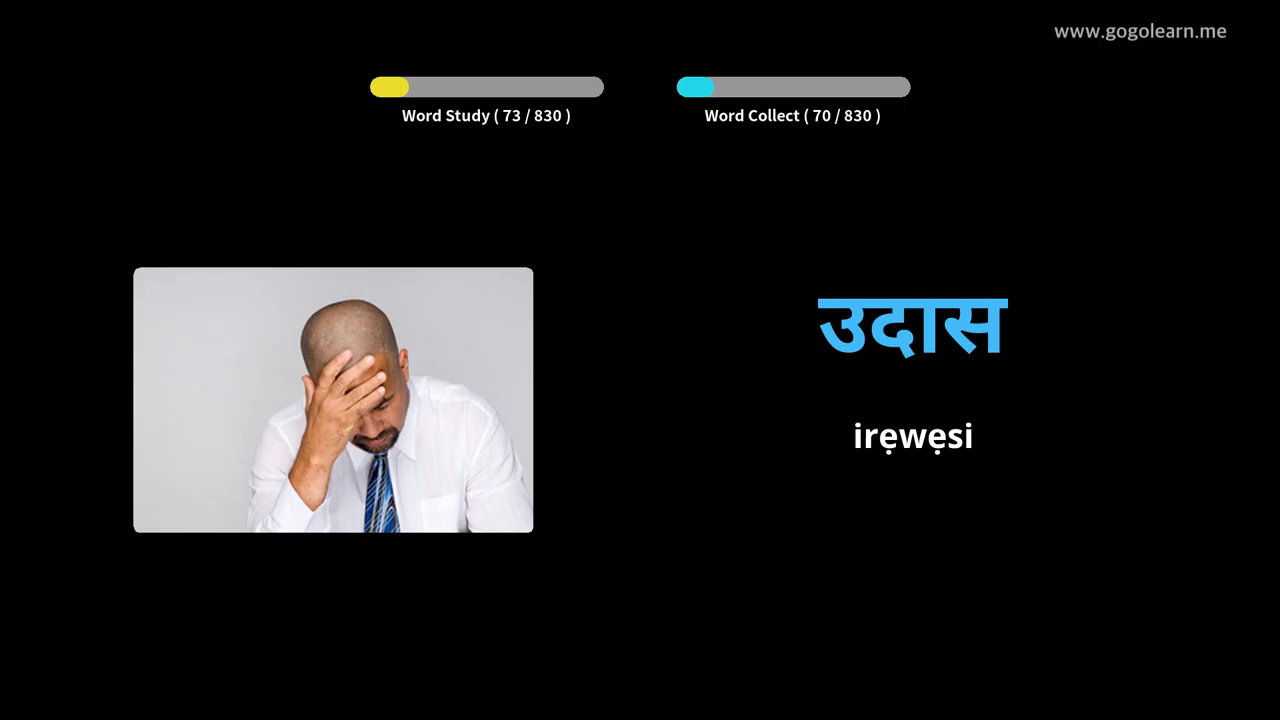 www.gogolearn.me
Word Study ( 73 / 830 )
Word Collect ( 70 / 830 )
उदास
irẹwẹsi